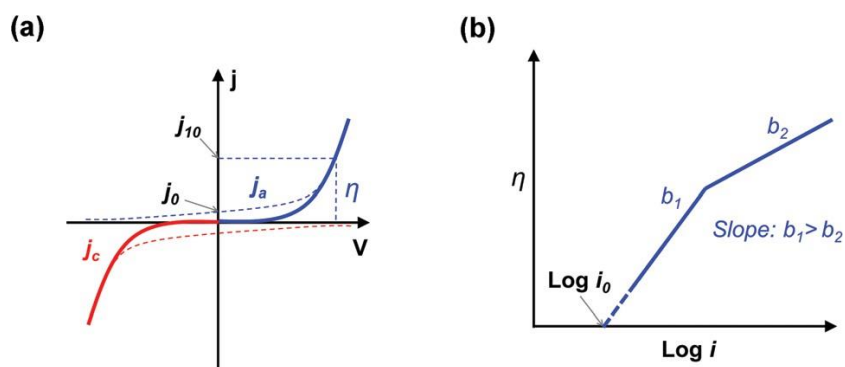 (a)
j
j10
j0
ja
η
V
jc
(b)
b2
b1
η
Slope: b1> b2
Log i0
Log i